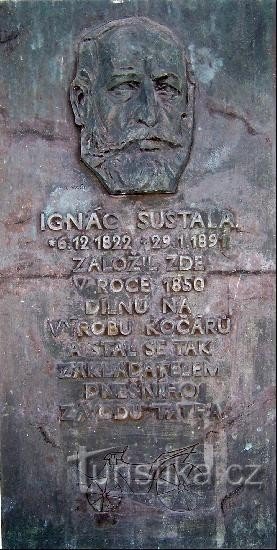 IGNÁC ŠUSTALA
*6.12.1822 +29.1.1891
ZALOŽIL ZDE
V ROCE 1850
DÍLNU NA
VÝROBU KOČÁRŮ
A STAL SE TAK
ZAKLADATELEM
DNEŠNÍHO
ZÁVODU TATRA
Turistika.cz